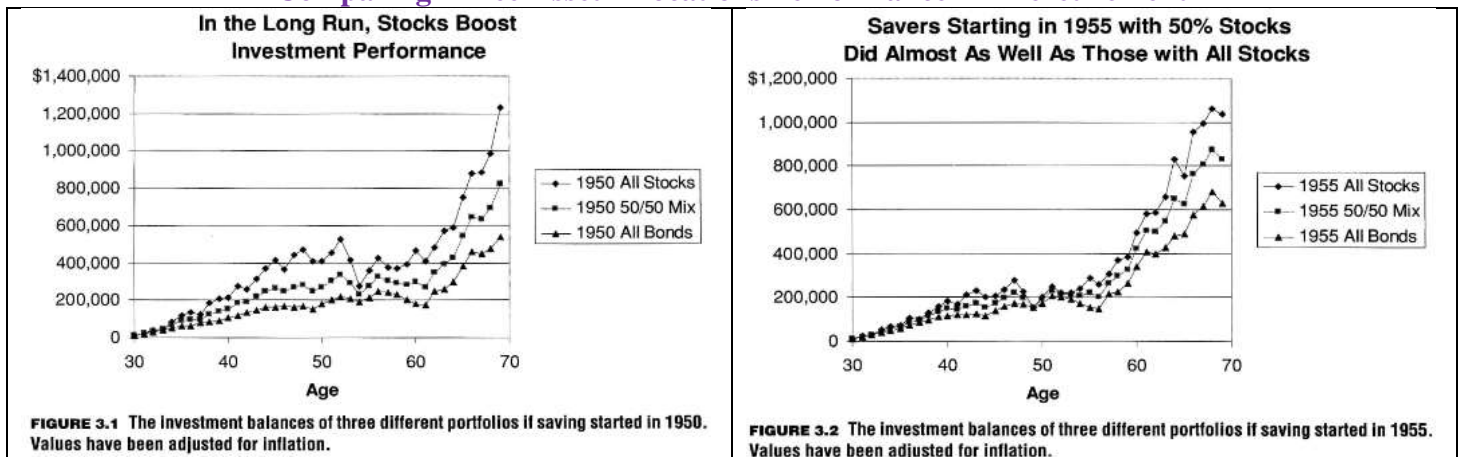 In the Long Run, Stocks Boost
Investment Performance
$1,400,000
1,200,000
1,000,000
800,000
600,000
400,000
200,000
0
30
40
50
60
70
Age
1950 All Stocks
1950 50/50 Mix
1950 All Bonds
FIGURE 3.1 The investment balances of three different portfolios if saving started in 1950.
Values have been adjusted for inflation.
Savers Starting in 1955 with 50% Stocks
Did Almost As Well As Those with All Stocks
$1,200,000
1,000,000
800,000
600,000
400,000
200,000
0
30
40
50
60
70
Age
1955 All Stocks
1955 50/50 Mix
1955 All Bonds
FIGURE 3.2 The investment balances of three different portfolios if saving started in 1955.
Values have been adjusted for inflation.